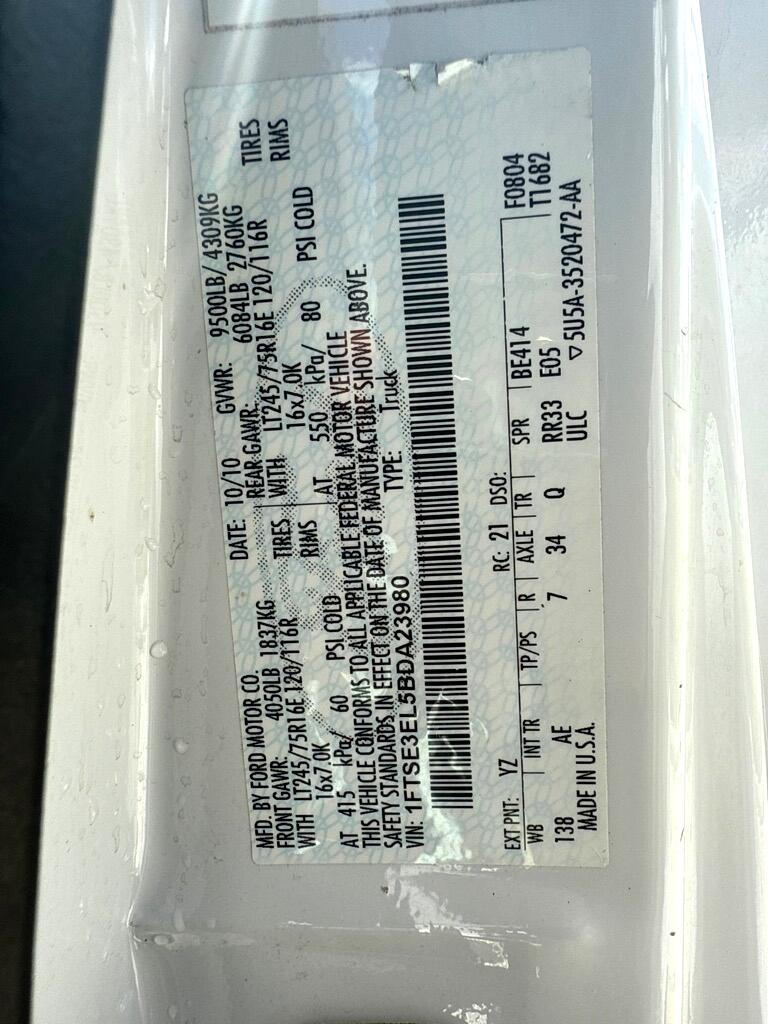 MFD. BY FORD MOTOR CO. DATE: 10/10 GVWR: 9500LB/ 4309KG
FRONT GAWR: 4050LB 1837KG REAR GAWR: 6084LB 2760KG
WITH LT245/75R16E 120/116R TIRES WITH LT245/75R16E 120/116R TIRES
16x7.0K RIMS 16x7.0K RIMS
AT 415 kPa/ 60 PSI COLD AT 550 kPa/ 80 PSI COLD
THIS VEHICLE CONFORMS TO ALL APPLICABLE FEDERAL MOTOR VEHICLE
SAFETY STANDARDS IN EFFECT ON THE DATE OF MANUFACTURE SHOWN ABOVE.
VIN: 1FTSE3EL5BDA23980 TYPE: Truck
EXT PNT: YZ RC: 21 DSO: F0804
WB INT TR TP/PS R AXLE TR SPR BE414 T1682
138 AE 7 34 Q RR33 E05
MADE IN U.S.A. ULC ▽5U5A-3520472-AA